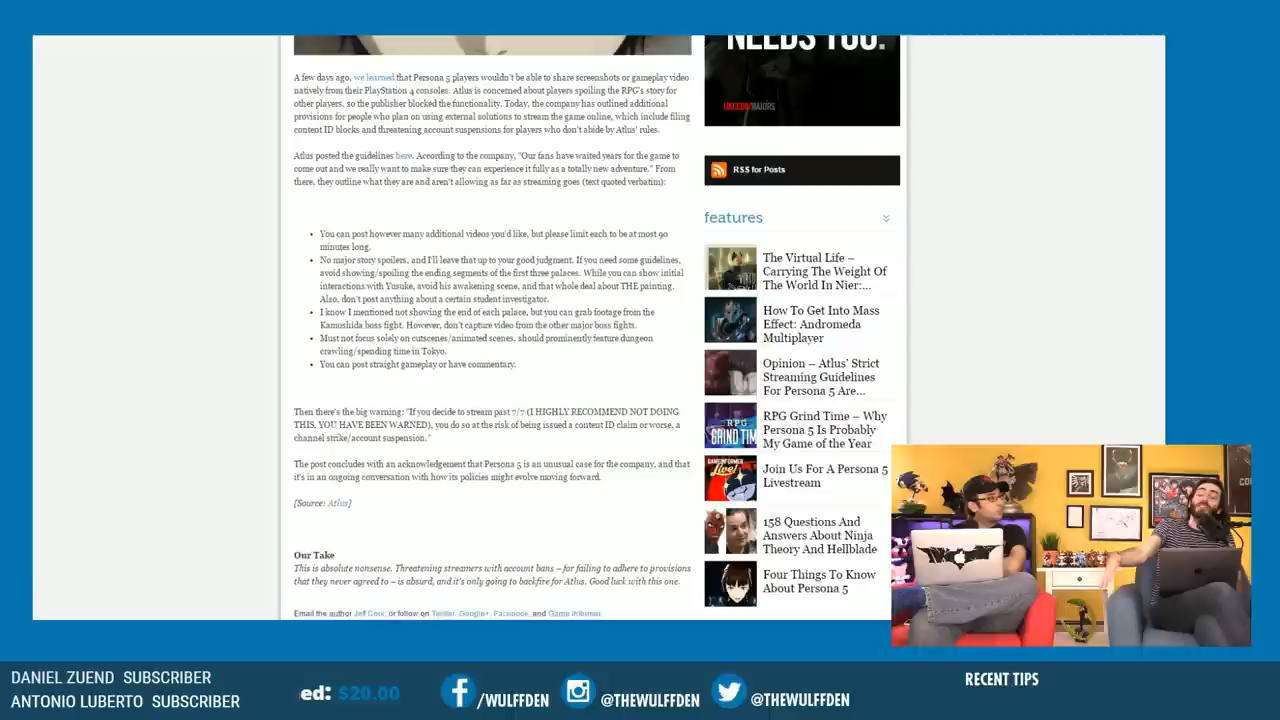 NEEDS YOU.
A few days ago, we learned that Persona 5 players wouldn't be able to share screenshots or gameplay video
natively from their PlayStation 4 consoles. Atlus is concerned about players spoiling the RPG's story for
other players, so the publisher blocked the functionality. Today, the company has outlined additional
provisions for people who plan on using external solutions to stream the game online, which include filing
content ID blocks and threatening account suspensions for players who don't abide by Atlus' rules.
Atlus posted the guidelines here. According to the company, "Our fans have waited years for the game to
come out and we really want to make sure they can experience it fully as a totally new adventure." From
there, they outline what they are and aren't allowing as far as streaming goes (text quoted verbatim):
You can post however many additional videos you'd like, but please limit each to be at most 90
minutes long.
No major story spoilers, and I'll leave that up to your good judgment. If you need some guidelines,
avoid showing/spoiling the ending segments of the first three palaces. While you can show initial
interactions with Yusuke, avoid his awakening scene, and that whole deal about THE painting.
Also, don't post anything about a certain student investigator.
I know I mentioned not showing the end of each palace, but you can grab footage from the
Kamoshida boss fight. However, don't capture video from the other major boss fights.
Must not focus solely on cutscenes/animated scenes, should prominently feature dungeon
crawling/spending time in Tokyo.
You can post straight gameplay or have commentary.
Then there's the big warning: "If you decide to stream past 7/7 (I HIGHLY RECOMMEND NOT DOING
THIS, YOU HAVE BEEN WARNED), you do so at the risk of being issued a content ID claim or worse, a
channel strike/account suspension."
The post concludes with an acknowledgement that Persona 5 is an unusual case for the company, and that
it's in an ongoing conversation with how its policies might evolve moving forward.
[Source: Atlus]
Our Take
This is absolute nonsense. Threatening streamers with account bans – for failing to adhere to provisions
that they never agreed to – is absurd, and it's only going to backfire for Atlus. Good luck with this one.
Email the author Jeff Cork, or follow on Twitter, Google+, Facebook, and Game Informer.
RSS for Posts
features
The Virtual Life –
Carrying The Weight Of
The World In Nier:...
How To Get Into Mass
Effect: Andromeda
Multiplayer
Opinion – Atlus' Strict
Streaming Guidelines
For Persona 5 Are...
RPG
GRIND TIM
RPG Grind Time – Why
Persona 5 Is Probably
My Game of the Year
Join Us For A Persona 5
Livestream
158 Questions And
Answers About Ninja
Theory And Hellblade
Four Things To Know
About Persona 5
DANIEL ZUEND SUBSCRIBER
ANTONIO LUBERTO SUBSCRIBER
ed: $20.00
/WULFFDEN
@THEWULFFDEN
@THEWULFFDEN
RECENT TIPS